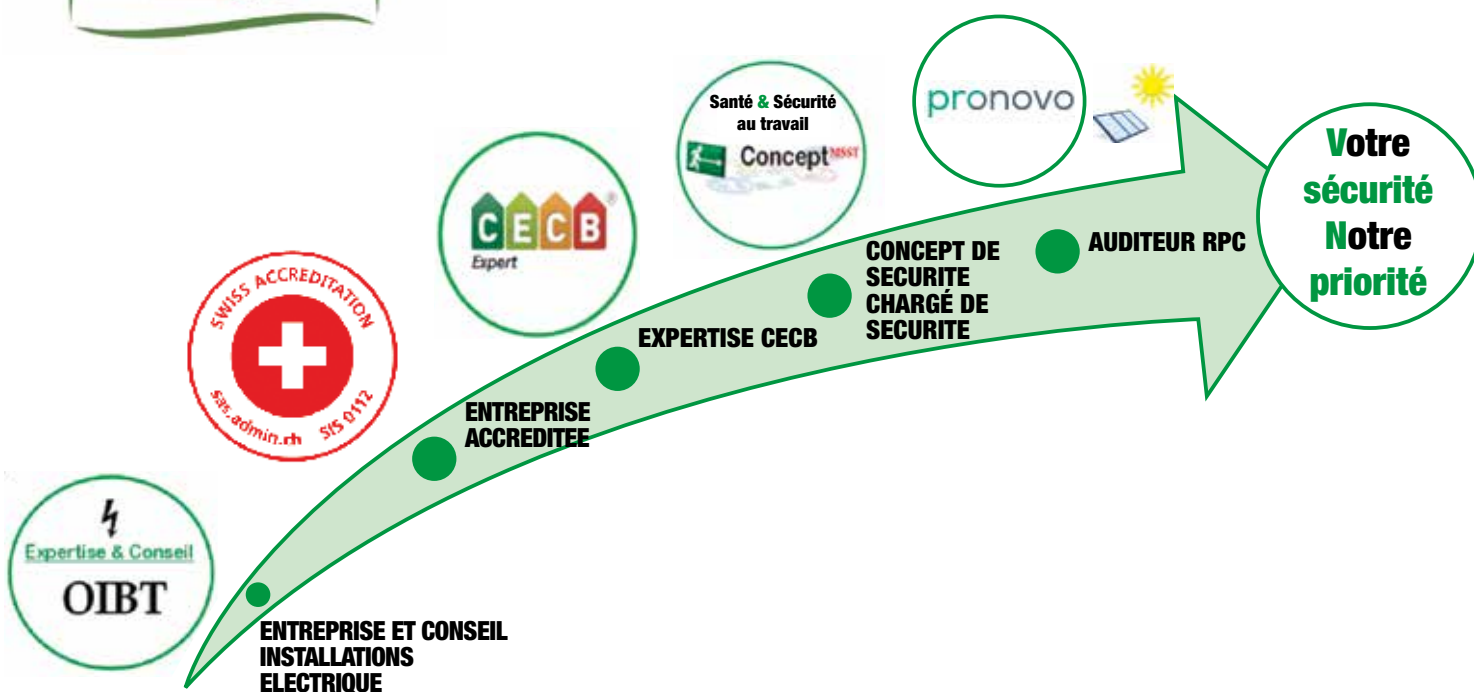 Expertise & Conseil
OIBT
ENTREPRISE ET CONSEIL
INSTALLATIONS
ELECTRIQUE
SWISS ACCREDITATION
sas.admin.ch SIS 0112
ENTREPRISE
ACCREDITEE
CECB®
Expert
EXPERTISE CECB
Santé & Sécurité
au travail
Concept MSST
CONCEPT DE
SECURITE
CHARGÉ DE
SECURITE
pronovo
AUDITEUR RPC
Votre
sécurité
Notre
priorité